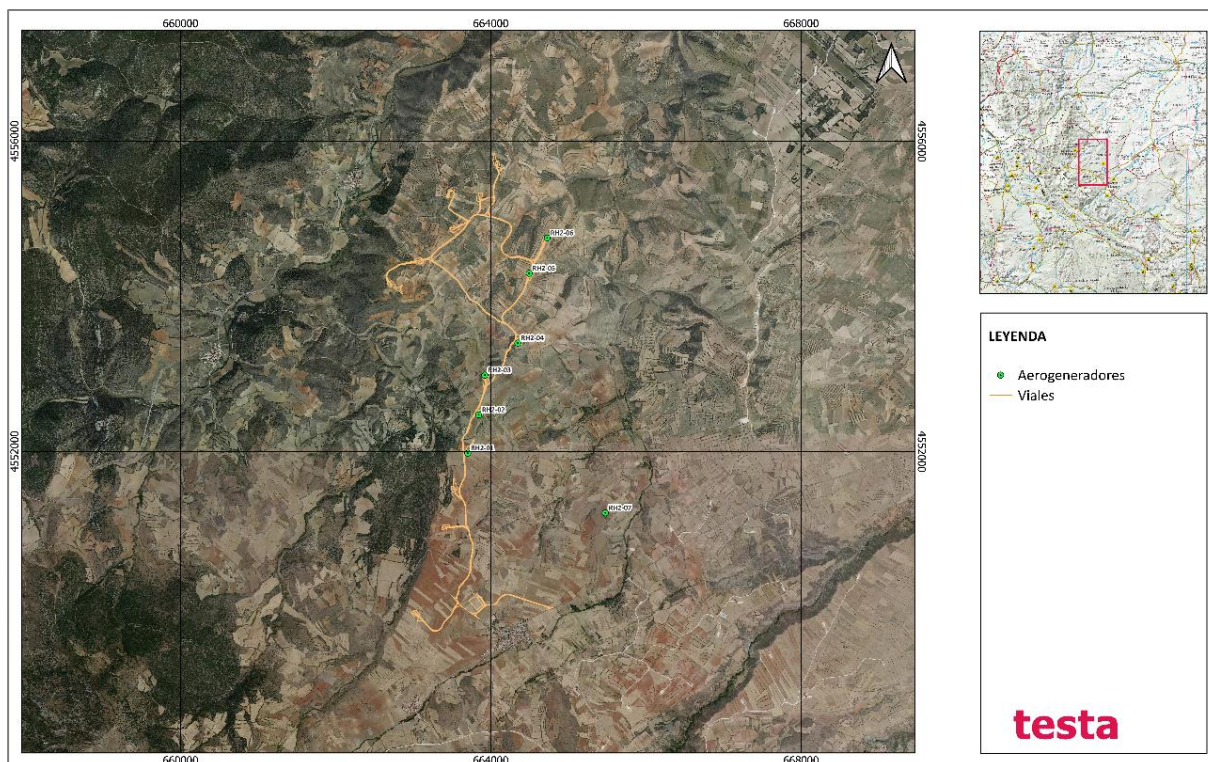 660000
664000
668000
4556000
4556000
RH2-06
RH2-05
RH2-04
RH2-03
RH2-02
4552000
RH2-01
4552000
RH2-07
660000
664000
668000
LEYENDA
Aerogeneradores
Viales
testa